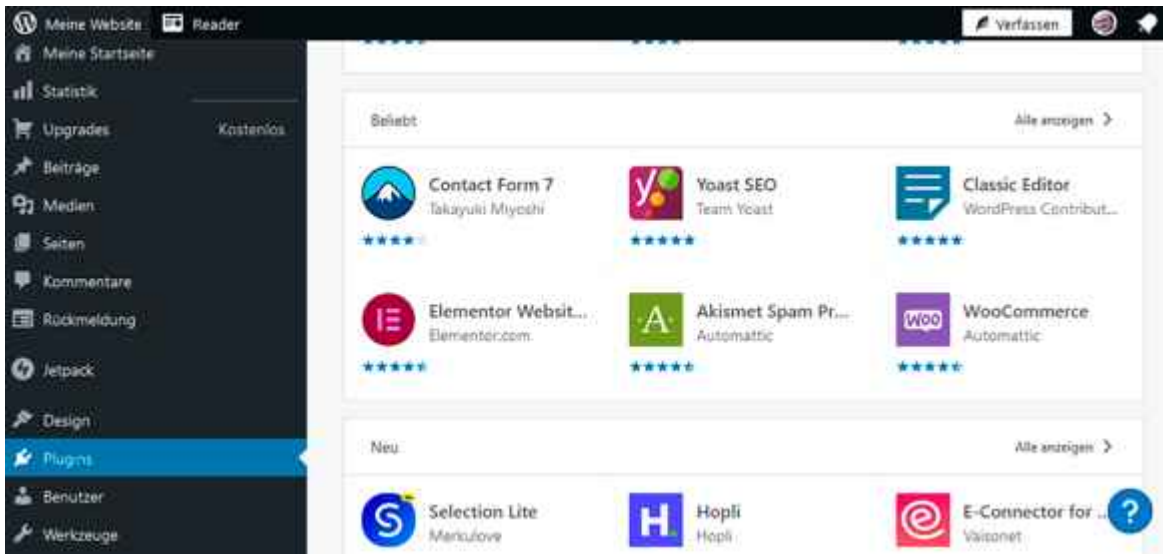 Meine Website
Reader
Verfassen
Meine Startseite
Statistik
Upgrades Kostenlos
Beiträge
Medien
Seiten
Kommentare
Rückmeldung
Jetpack
Design
Plugins
Benutzer
Werkzeuge
Beliebt Alle anzeigen
Contact Form 7
Takayuki Miyoshi
Yoast SEO
Team Yoast
Classic Editor
WordPress Contribut...
Elementor Websit...
Elementor.com
Akismet Spam Pr...
Automattic
WooCommerce
Automattic
Neu Alle anzeigen
Selection Lite
Merkulove
Hopli
Hopli
E-Connector for ...
Vaisonet
?